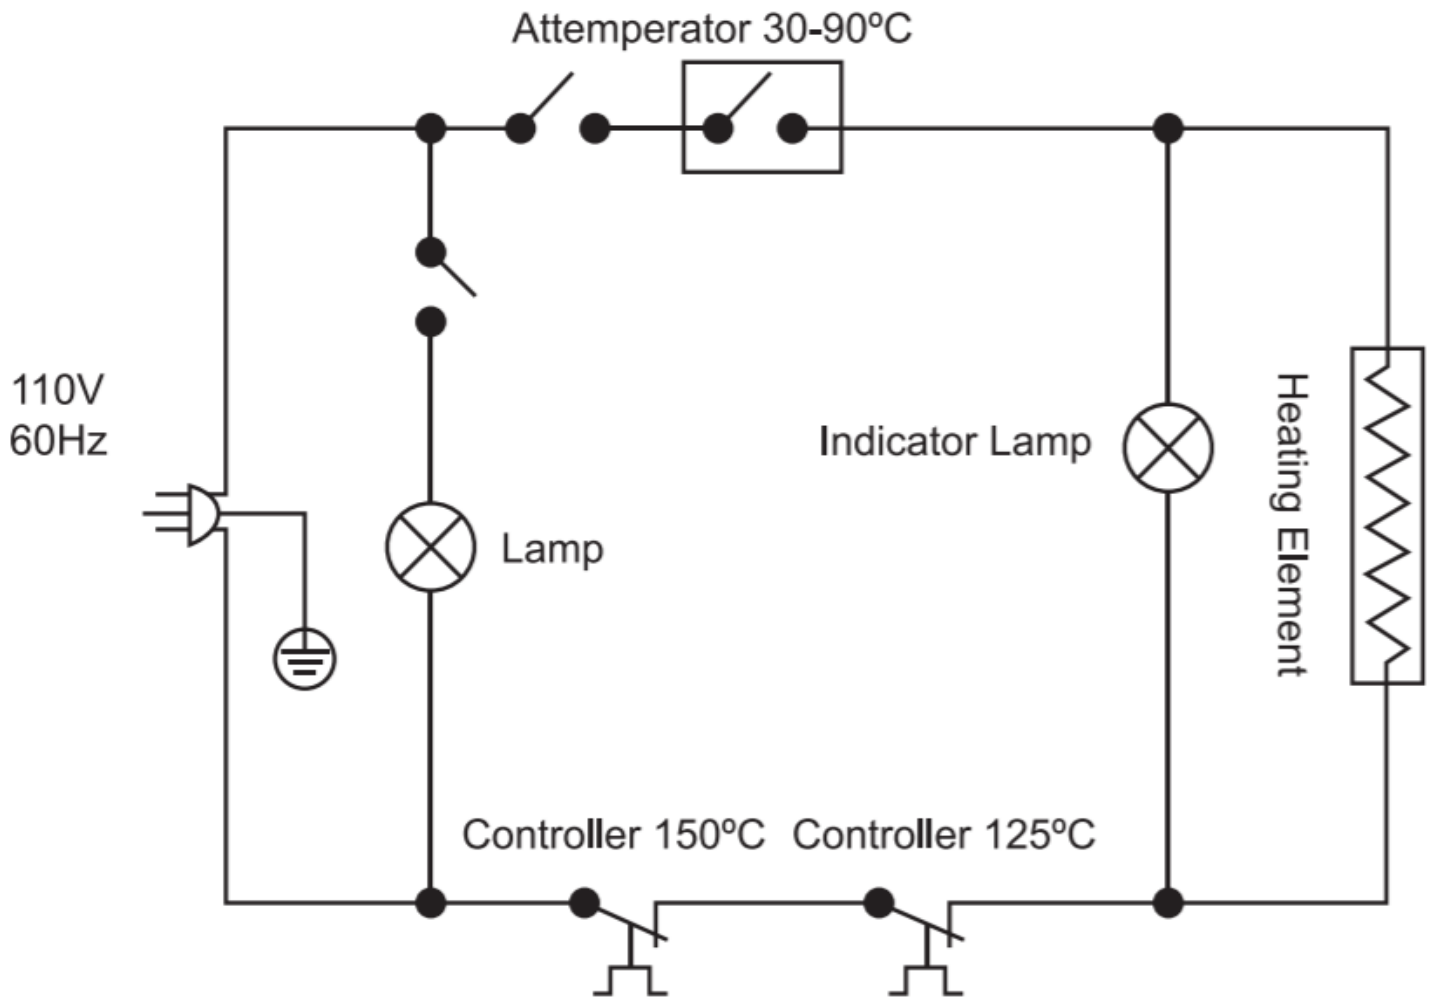 Attemperator 30-90ºC
110V
60Hz
Indicator Lamp
Heating Element
Lamp
Controller 150ºC
Controller 125ºC